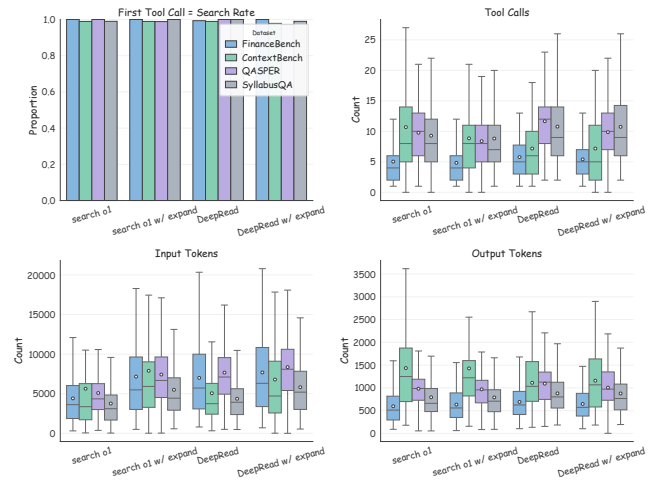 First Tool Call = Search Rate
Proportion
1.0
0.8
0.6
0.4
0.2
0.0
Dataset
FinanceBench
ContextBench
QASPER
SyllabusQA
search o1
search o1 w/ expand
DeepRead
DeepRead w/ expand
Tool Calls
Count
25
20
15
10
5
0
search o1
search o1 w/ expand
DeepRead
DeepRead w/ expand
Input Tokens
Count
20000
15000
10000
5000
0
search o1
search o1 w/ expand
DeepRead
DeepRead w/ expand
Output Tokens
Count
3500
3000
2500
2000
1500
1000
500
0
search o1
search o1 w/ expand
DeepRead
DeepRead w/ expand